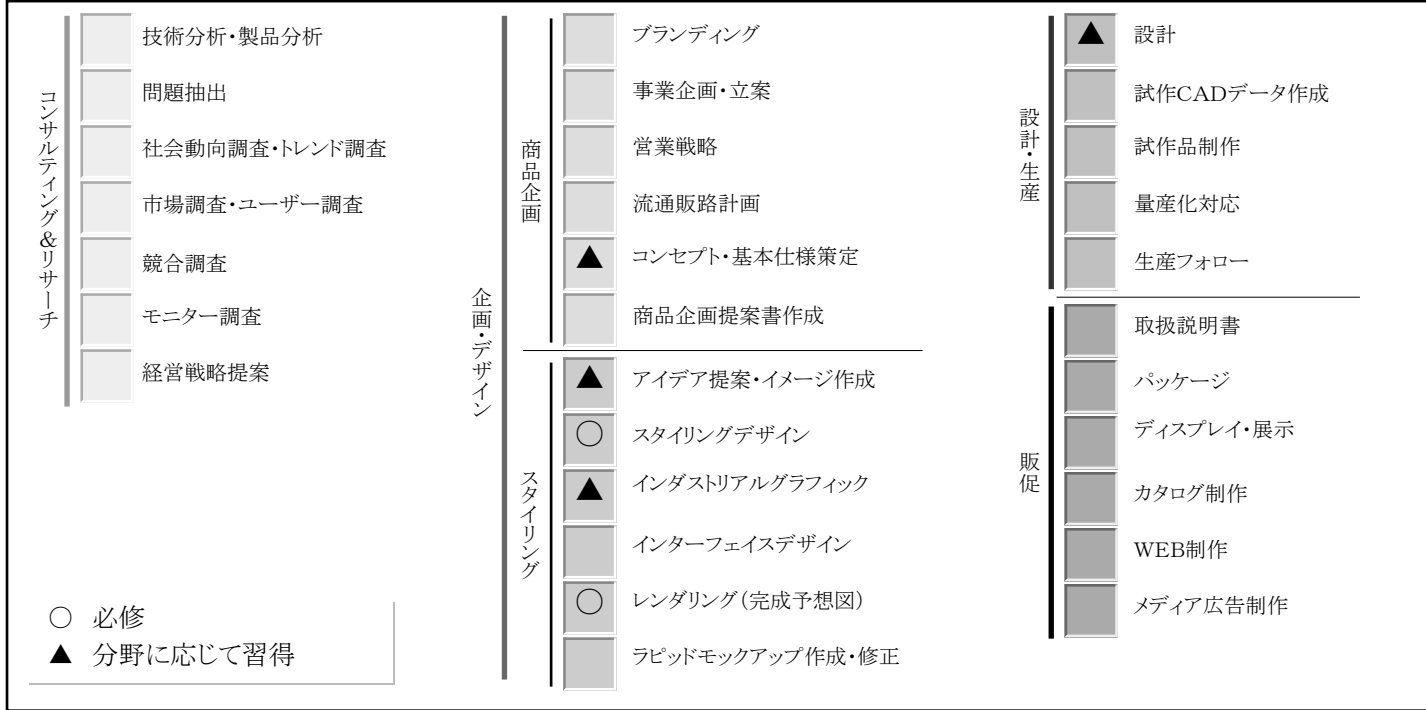 コンサルティング&リサーチ
技術分析・製品分析
問題抽出
社会動向調査・トレンド調査
市場調査・ユーザー調査
競合調査
モニター調査
経営戦略提案
企画・デザイン
商品企画
ブランディング
事業企画・立案
営業戦略
流通販路計画
▲ コンセプト・基本仕様策定
商品企画提案書作成
スタイリング
▲ アイデア提案・イメージ作成
○ スタイリングデザイン
▲ インダストリアルグラフィック
インターフェイスデザイン
○ レンダリング(完成予想図)
ラピッドモックアップ作成・修正
設計・生産
▲ 設計
試作CADデータ作成
試作品制作
量産化対応
生産フォロー
販促
取扱説明書
パッケージ
ディスプレイ・展示
カタログ制作
WEB制作
メディア広告制作
○ 必修
▲ 分野に応じて習得